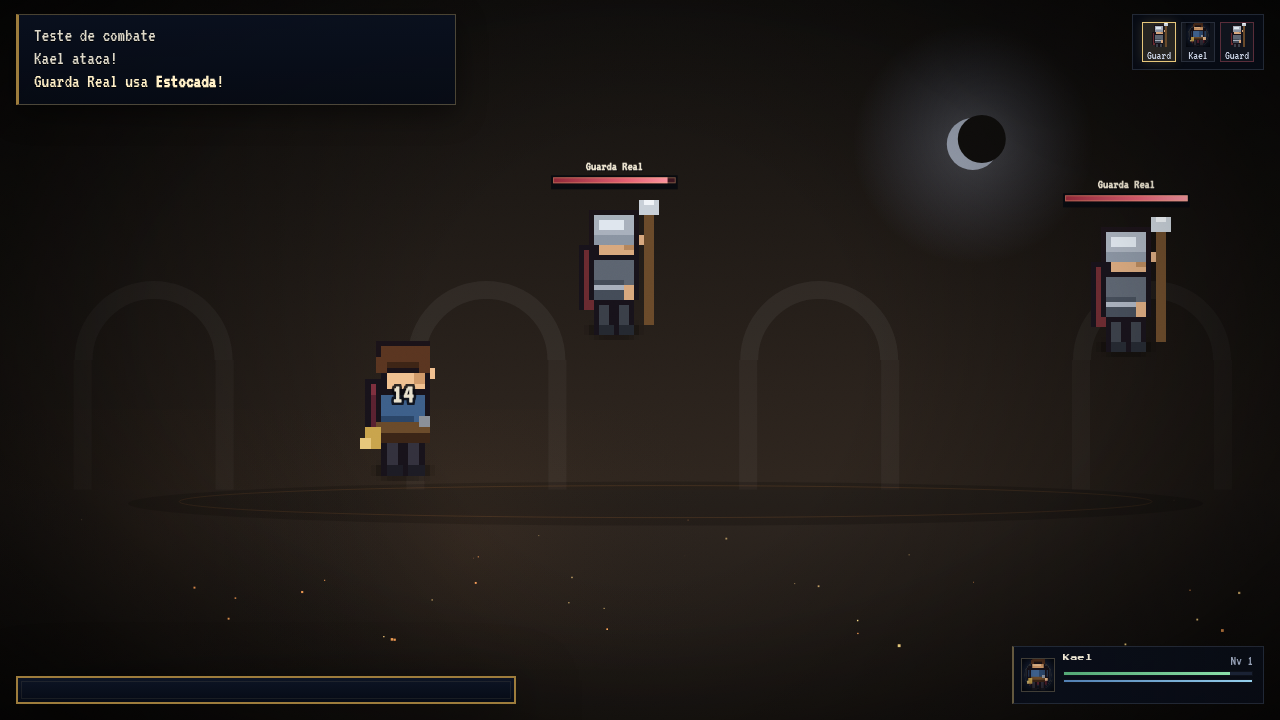 Teste de combate
Kael ataca!
Guarda Real usa Estocada!
Guard
Kael
Guard
Guarda Real
Guarda Real
14
Kael
Nv 1